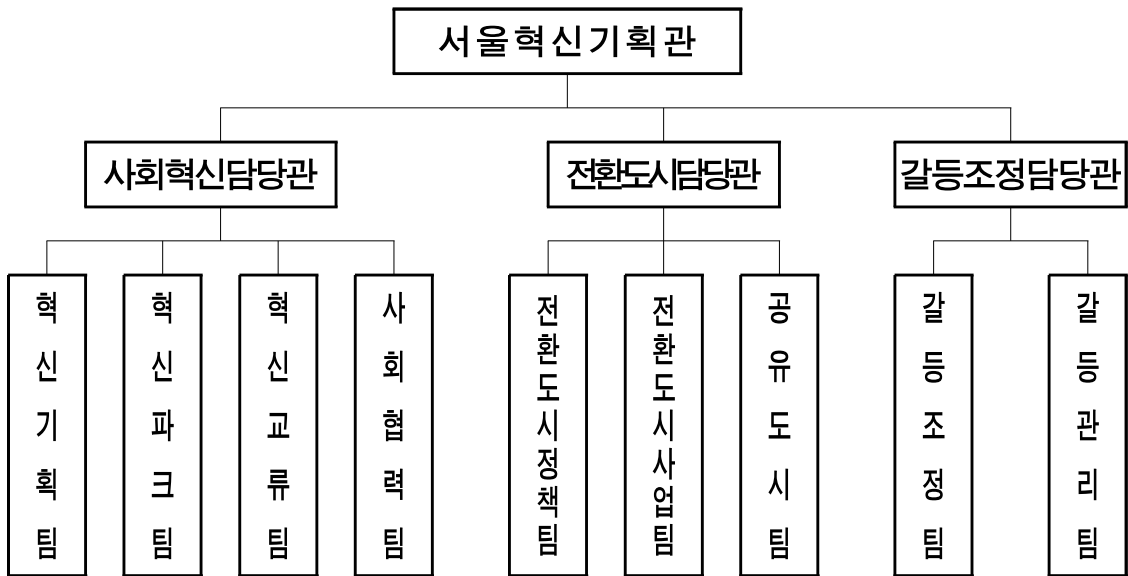 서울혁신기획관
사회혁신담당관
전환도시담당관
갈등조정담당관
혁신기획팀
혁신파크팀
혁신교류팀
사회협력팀
전환도시정책팀
전환도시사업팀
공유도시팀
갈등조정팀
갈등관리팀